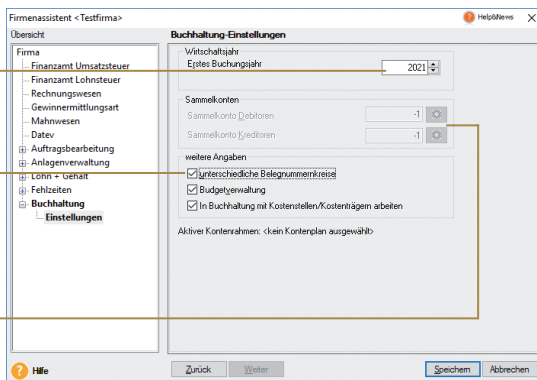 Firmenassistent <Testfirma>
Help&News
Übersicht
Firma
Finanzamt Umsatzsteuer
Finanzamt Lohnsteuer
Rechnungswesen
Gewinnermittlungsart
Mahnwesen
Datev
Auftragsbearbeitung
Anlagenverwaltung
Lohn + Gehalt
Fehlzeiten
Buchhaltung
Einstellungen
Buchhaltung-Einstellungen
Wirtschaftsjahr
Erstes Buchungsjahr 2021
Sammelkonten
Sammelkonto Debitoren -1
Sammelkonto Kreditoren -1
weitere Angaben
unterschiedliche Belegnummernkreise
Budgetverwaltung
In Buchhaltung mit Kostenstellen/Kostenträgern arbeiten
Aktiver Kontenrahmen: <kein Kontenplan ausgewählt>
? Hilfe
Zurück Weiter Speichern Abbrechen